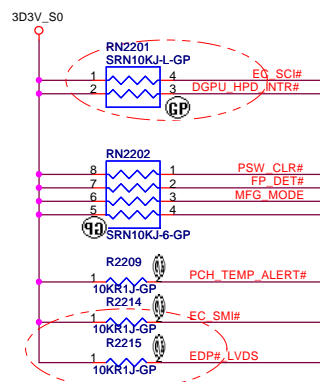 3D3V_S0
RN2201
SRN10KJ-L-GP
1 4 EC_SCI#
2 3 DGPU_HPD_INTR#
GP
RN2202
8 1 PSW_CLR#
7 2 FP_DET#
6 3 MFG_MODE
5 4
SRN10KJ-6-GP
R2209
1 2 PCH_TEMP_ALERT#
10KR1J-GP
R2214
1 2 EC_SMI#
10KR1J-GP
R2215
1 2 EDP#_LVDS
10KR1J-GP